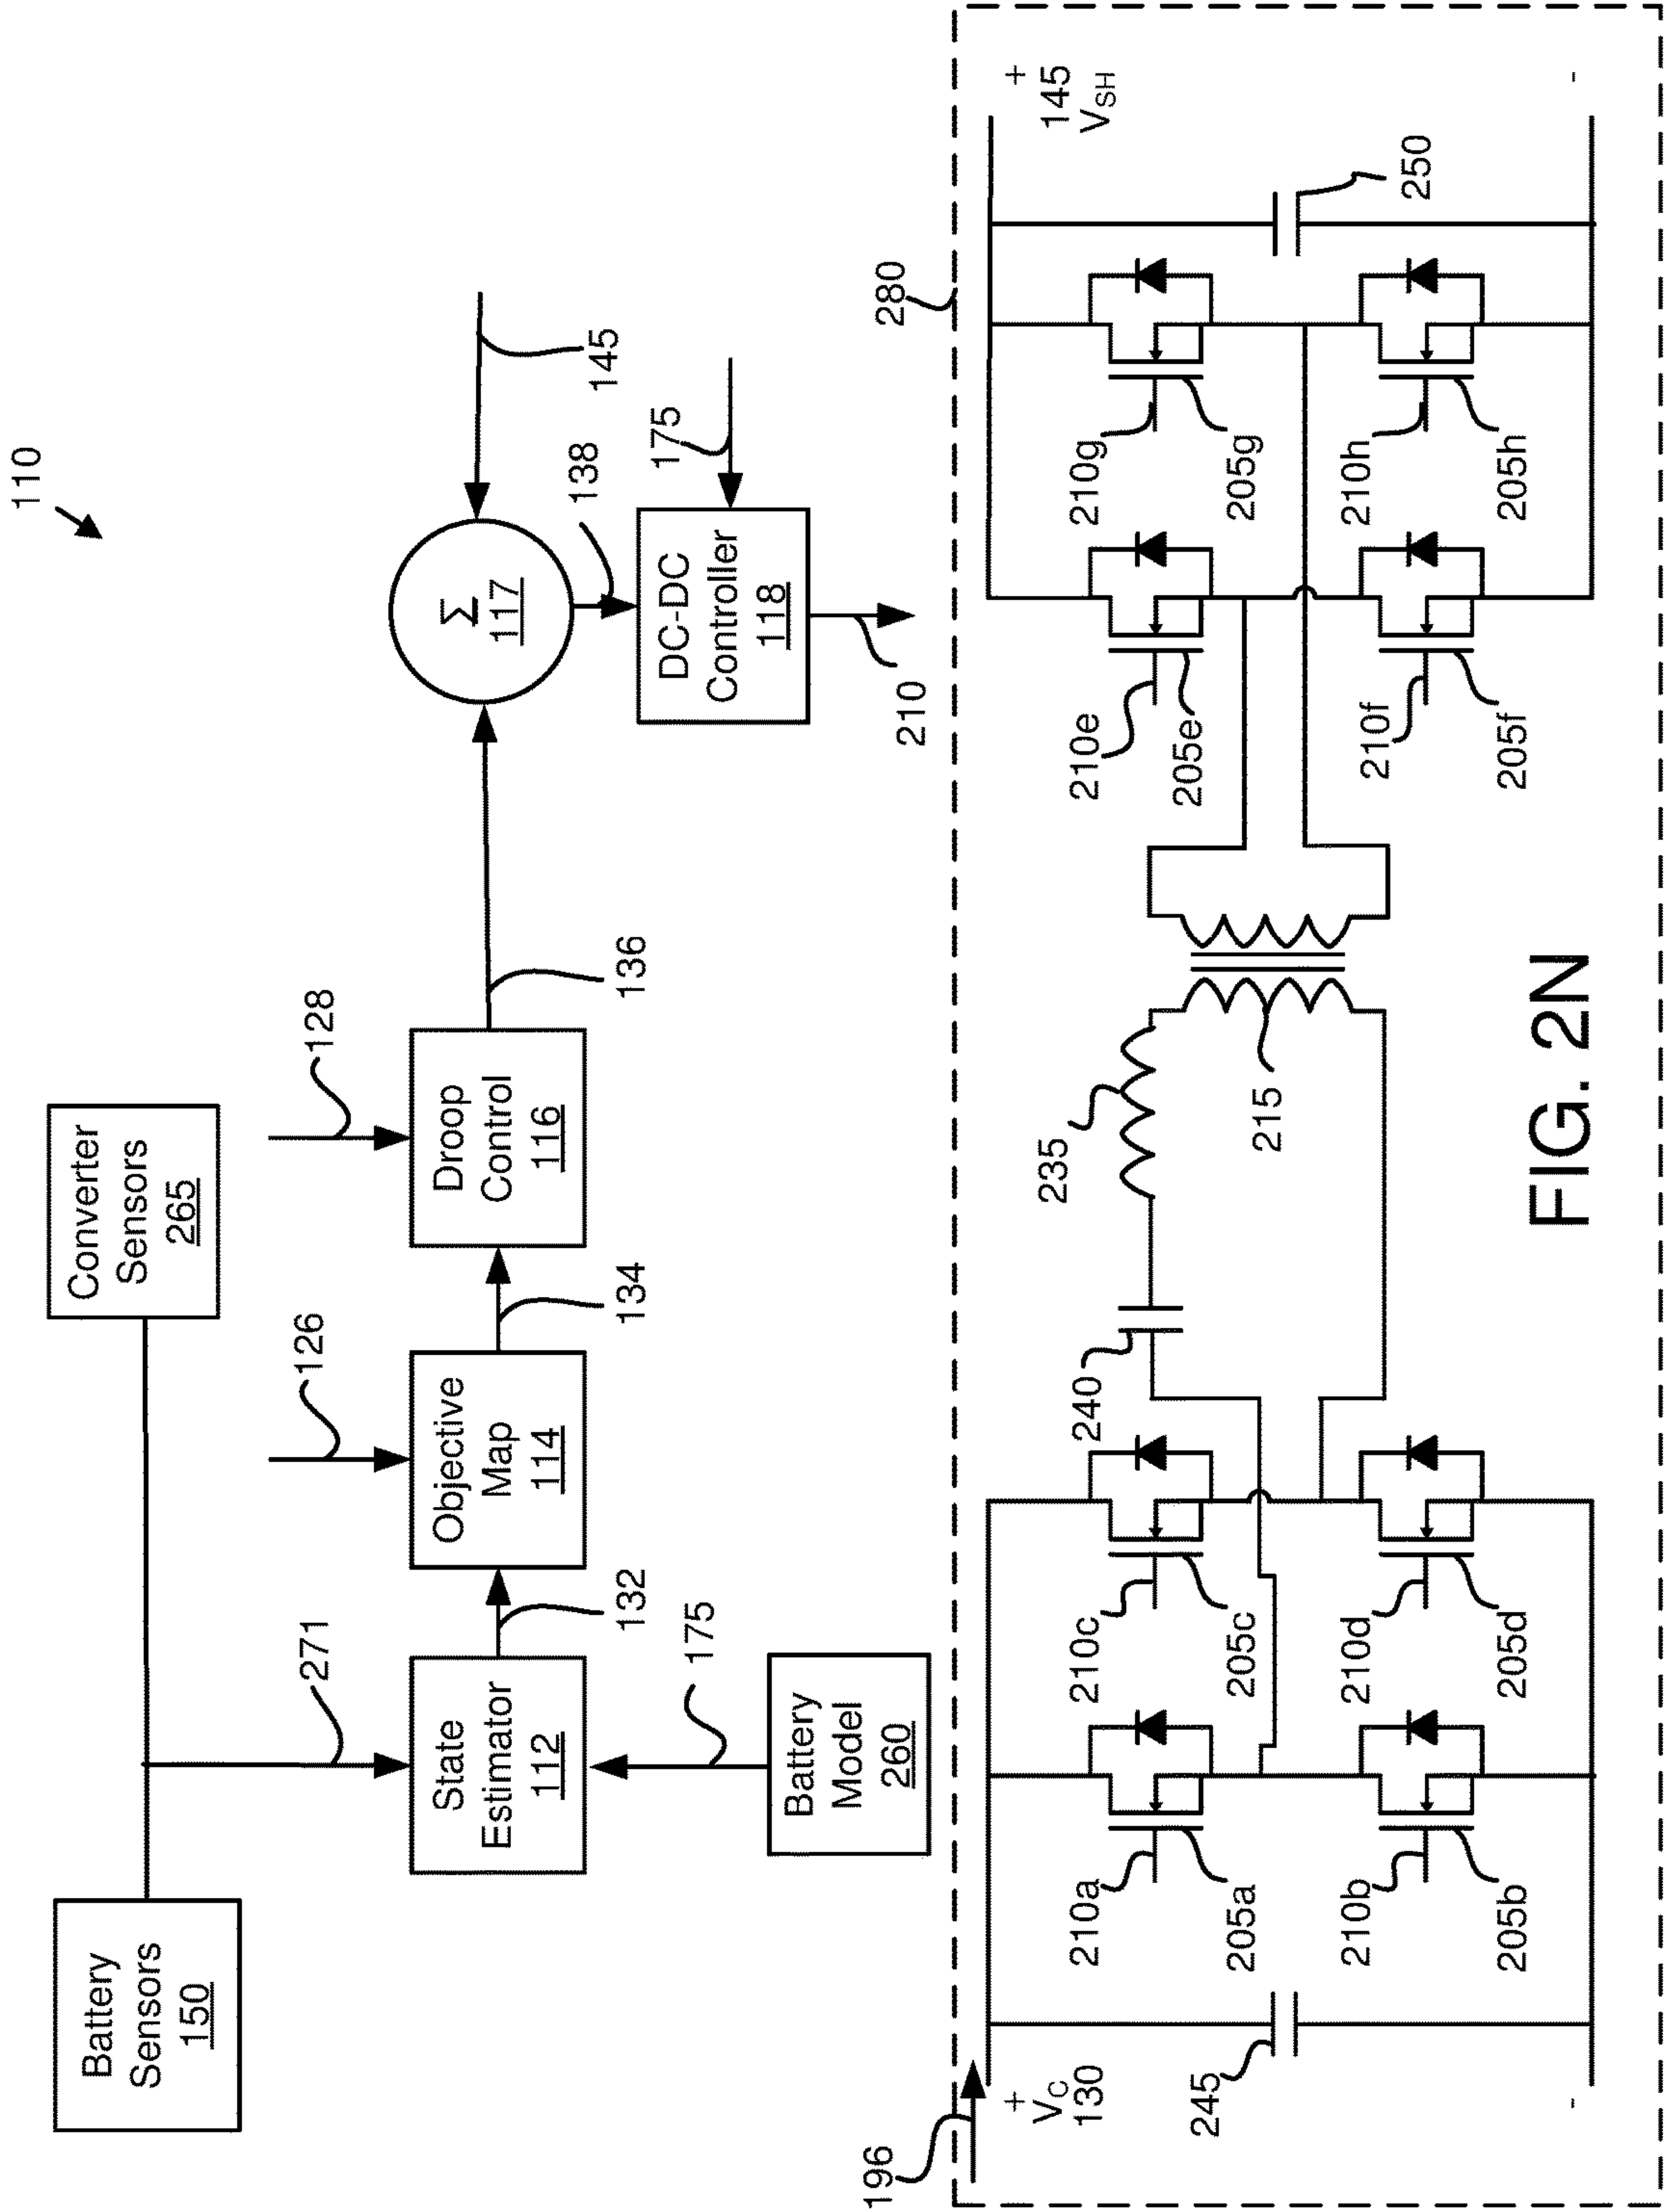 110
Battery
Sensors
150
Converter
Sensors
265
271
126
128
State
Estimator
112
132
Objective
Map
114
134
Droop
Control
116
136
Σ
117
145
138
175
Battery
Model
260
175
DC-DC
Controller
118
210
196
280
+
VC
130
-
245
210a
205a
210b
205b
210c
205c
210d
205d
240
235
215
210e
205e
210f
205f
210g
205g
210h
205h
250
+
145
VSH
-
FIG. 2N